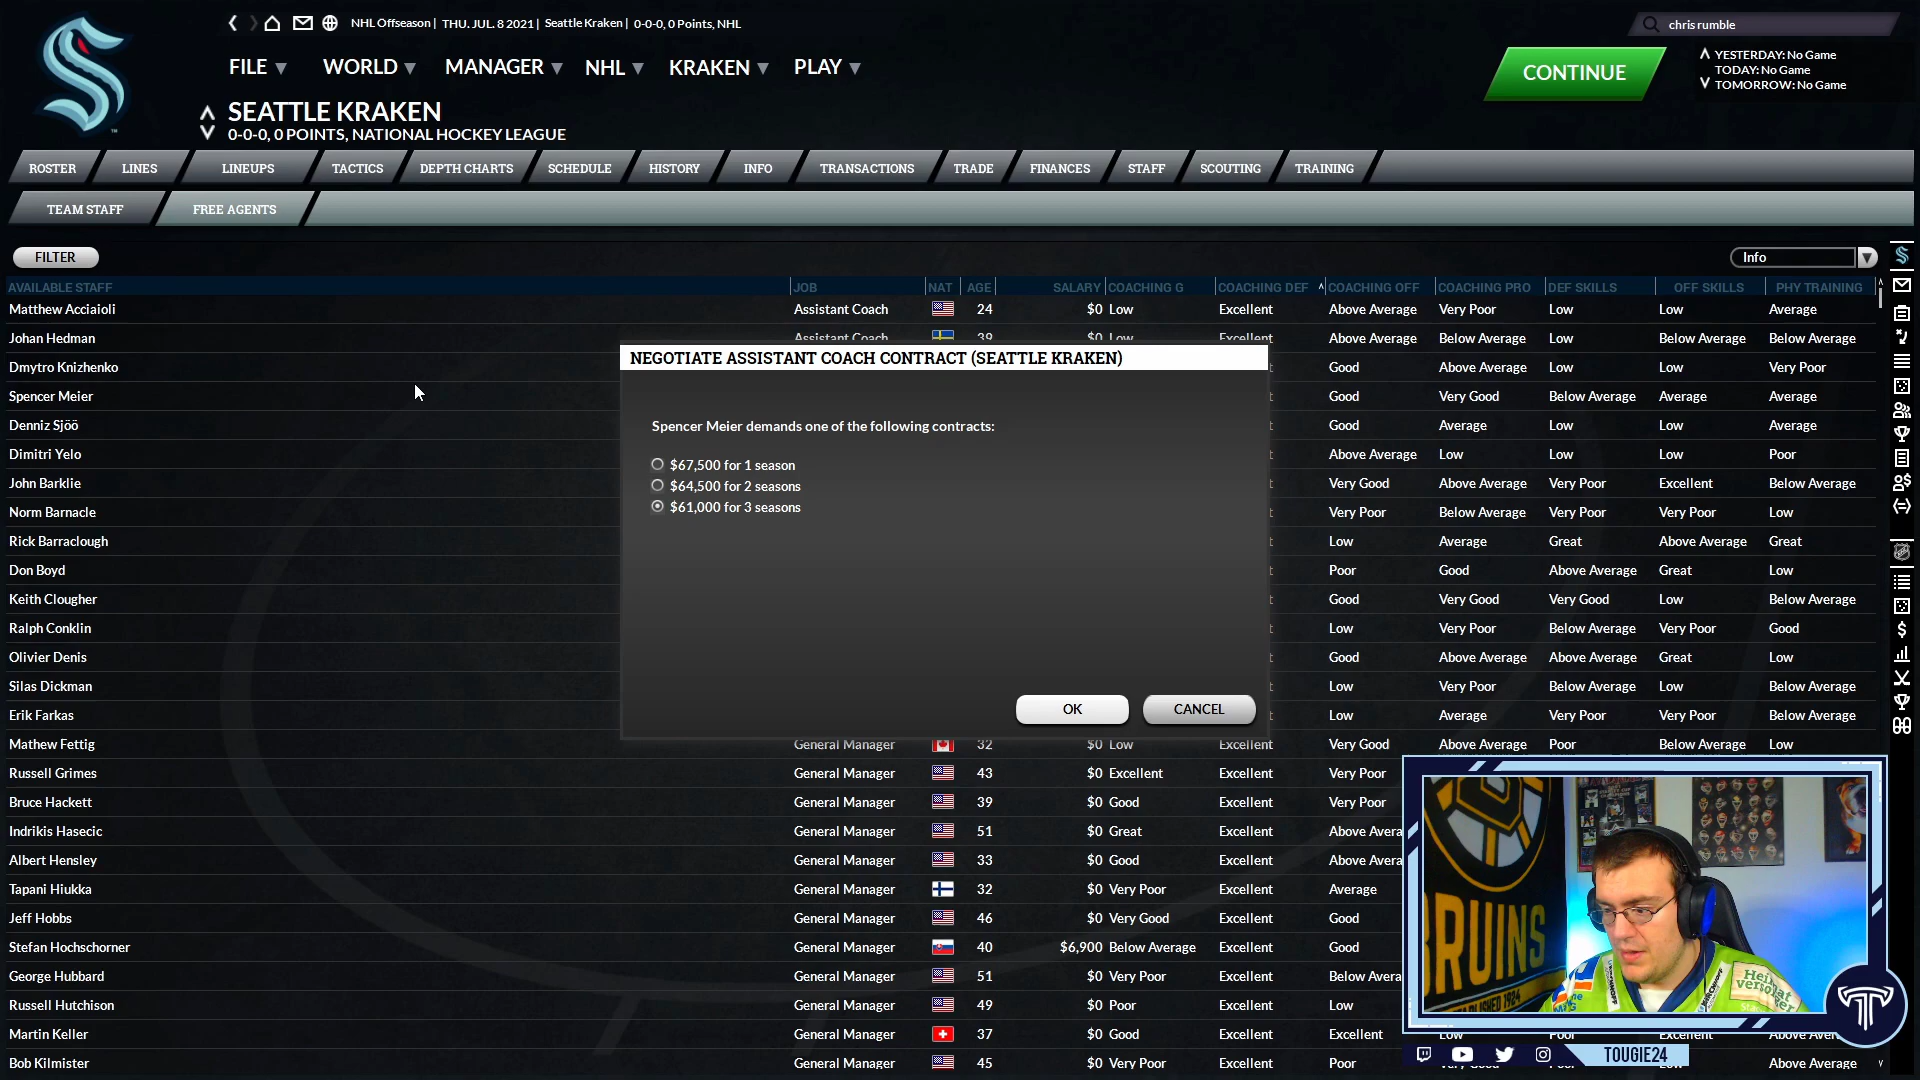 NHL Offseason | THU. JUL. 8 2021 | Seattle Kraken | 0-0-0, 0 Points, NHL
chris rumble
FILE WORLD MANAGER NHL KRAKEN PLAY
CONTINUE
YESTERDAY: No Game
TODAY: No Game
TOMORROW: No Game
SEATTLE KRAKEN
0-0-0, 0 POINTS, NATIONAL HOCKEY LEAGUE
ROSTER LINES LINEUPS TACTICS DEPTH CHARTS SCHEDULE HISTORY INFO TRANSACTIONS TRADE FINANCES STAFF SCOUTING TRAINING
TEAM STAFF FREE AGENTS
FILTER Info
AVAILABLE STAFF JOB NAT AGE SALARY COACHING G COACHING DEF COACHING OFF COACHING PRO DEF SKILLS OFF SKILLS PHY TRAINING
Matthew Acciaioli Assistant Coach 24 $0 Low Excellent Above Average Very Poor Low Low Average
Johan Hedman Assistant Coach 39 $0 Low Excellent Above Average Below Average Low Below Average Below Average
Dmytro Knizhenko Good Above Average Low Low Very Poor
Spencer Meier Good Very Good Below Average Average Average
Denniz Sjöö Good Average Low Low Average
Dimitri Yelo Above Average Low Low Low Poor
John Barklie Very Good Above Average Very Poor Excellent Below Average
Norm Barnacle Very Poor Below Average Very Poor Very Poor Low
Rick Barraclough Low Average Great Above Average Great
Don Boyd Poor Good Above Average Great Low
Keith Clougher Good Very Good Very Good Low Below Average
Ralph Conklin Low Very Poor Below Average Very Poor Good
Olivier Denis Good Above Average Above Average Great Low
Silas Dickman Low Very Poor Below Average Low Below Average
Erik Farkas Low Average Very Poor Very Poor Below Average
Mathew Fettig General Manager 32 $0 Low Excellent Very Good Above Average Poor Below Average Low
Russell Grimes General Manager 43 $0 Excellent Excellent Very Poor
Bruce Hackett General Manager 39 $0 Good Excellent Very Poor
Indrikis Hasecic General Manager 51 $0 Great Excellent Above Avera
Albert Hensley General Manager 33 $0 Good Excellent Above Avera
Tapani Hiukka General Manager 32 $0 Very Poor Excellent Average
Jeff Hobbs General Manager 46 $0 Very Good Excellent Good
Stefan Hochschorner General Manager 40 $6,900 Below Average Excellent Good
George Hubbard General Manager 51 $0 Very Poor Excellent Below Avera
Russell Hutchison General Manager 49 $0 Poor Excellent Low
Martin Keller General Manager 37 $0 Good Excellent Excellent Low Poor Excellent
Bob Kilmister General Manager 45 $0 Very Poor Excellent Poor Above Average
NEGOTIATE ASSISTANT COACH CONTRACT (SEATTLE KRAKEN)
Spencer Meier demands one of the following contracts:
$67,500 for 1 season
$64,500 for 2 seasons
$61,000 for 3 seasons
OK CANCEL
BRUINS
TOUGIE24